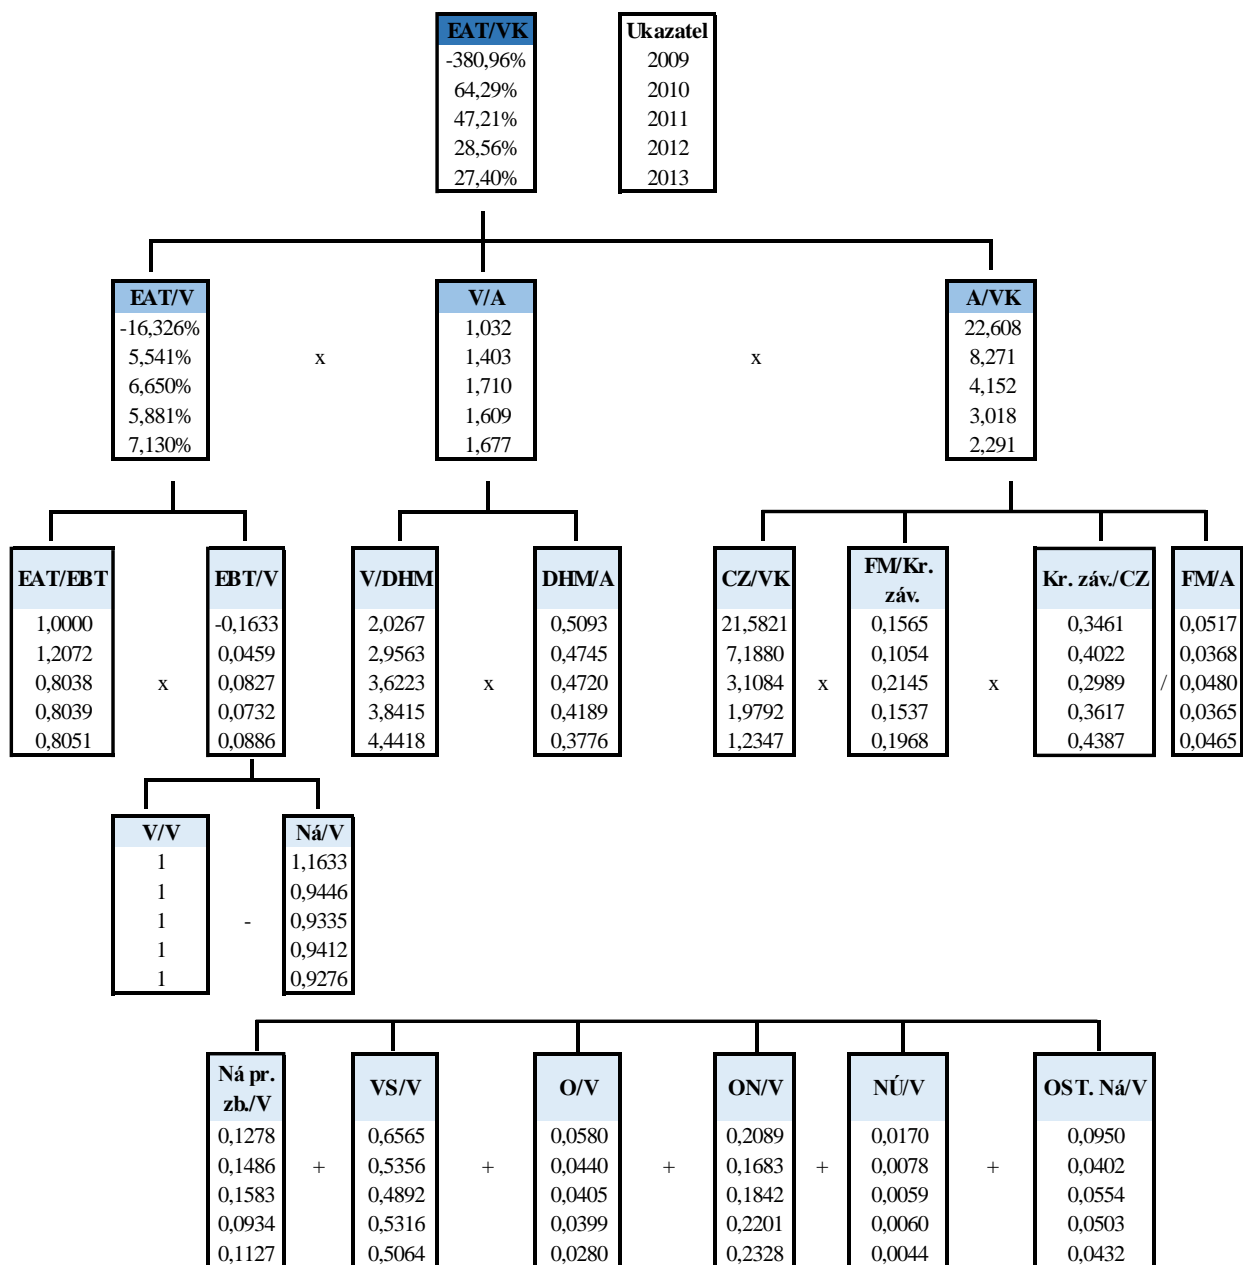 EAT/VK Ukazatel
-380,96% 2009
64,29% 2010
47,21% 2011
28,56% 2012
27,40% 2013
EAT/V V/A A/VK
-16,326% 1,032 22,608
5,541% x 1,403 x 8,271
6,650% 1,710 4,152
5,881% 1,609 3,018
7,130% 1,677 2,291
EAT/EBT EBT/V V/DHM DHM/A CZ/VK FM/Kr. záv. Kr. záv./CZ FM/A
1,0000 -0,1633 2,0267 0,5093 21,5821 0,1565 0,3461 0,0517
1,2072 0,0459 2,9563 0,4745 7,1880 0,1054 0,4022 0,0368
0,8038 x 0,0827 3,6223 x 0,4720 3,1084 x 0,2145 x 0,2989 / 0,0480
0,8039 0,0732 3,8415 0,4189 1,9792 0,1537 0,3617 0,0365
0,8051 0,0886 4,4418 0,3776 1,2347 0,1968 0,4387 0,0465
V/V Ná/V
1 1,1633
1 0,9446
1 - 0,9335
1 0,9412
1 0,9276
Ná pr. zb./V VS/V O/V ON/V NÚ/V OST. Ná/V
0,1278 0,6565 0,0580 0,2089 0,0170 0,0950
0,1486 + 0,5356 + 0,0440 + 0,1683 + 0,0078 + 0,0402
0,1583 0,4892 0,0405 0,1842 0,0059 0,0554
0,0934 0,5316 0,0399 0,2201 0,0060 0,0503
0,1127 0,5064 0,0280 0,2328 0,0044 0,0432